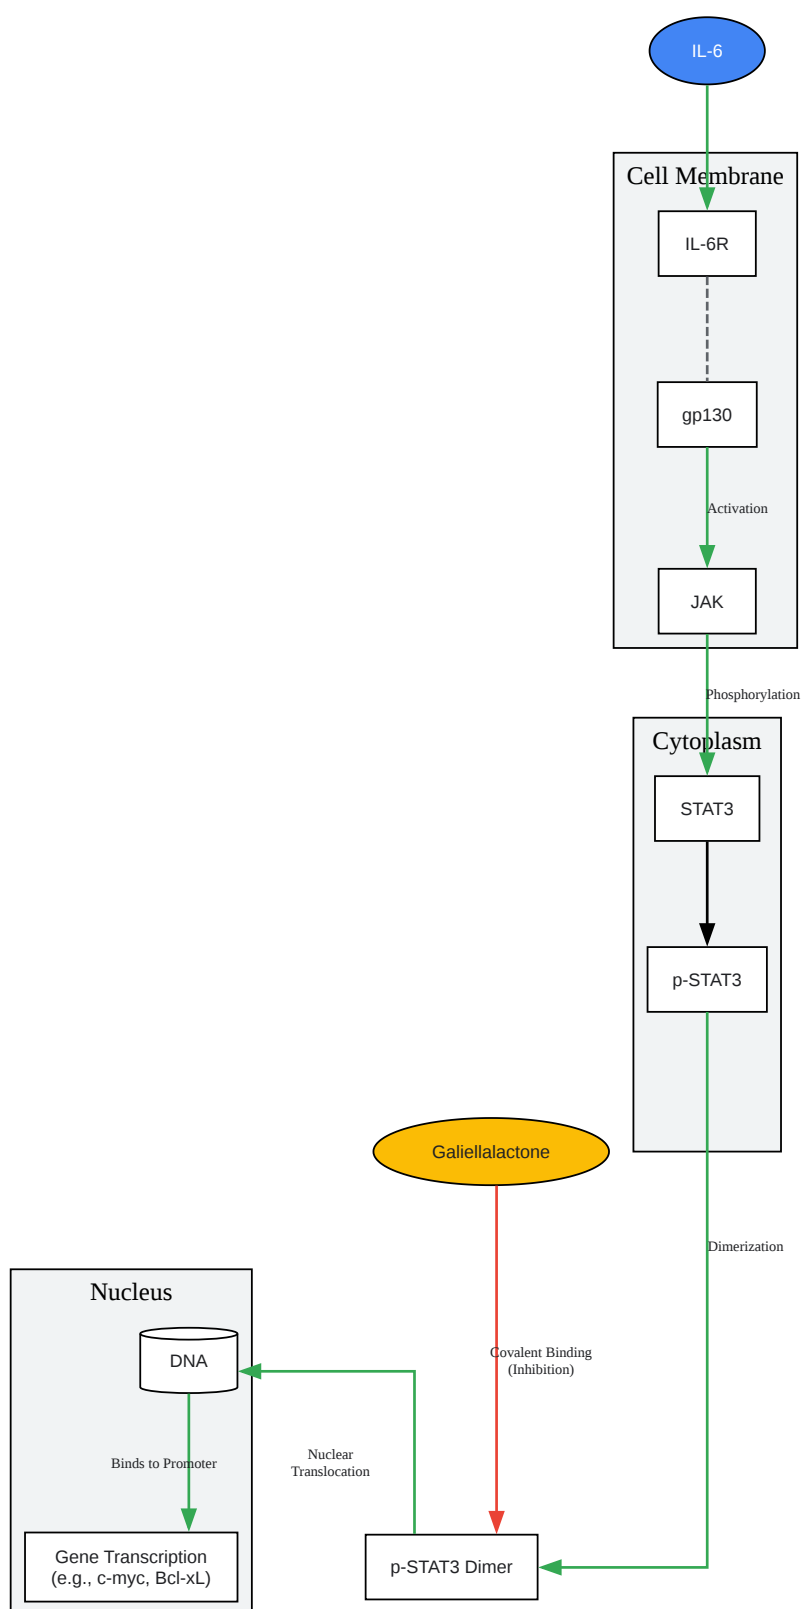 IL-6
Cell Membrane
IL-6R
gp130
Activation
JAK
Phosphorylation
Cytoplasm
STAT3
p-STAT3
Galiellalactone
Dimerization
Nucleus
DNA
Covalent Binding
(Inhibition)
Binds to Promoter
Nuclear
Translocation
Gene Transcription
(e.g., c-myc, Bcl-xL)
p-STAT3 Dimer